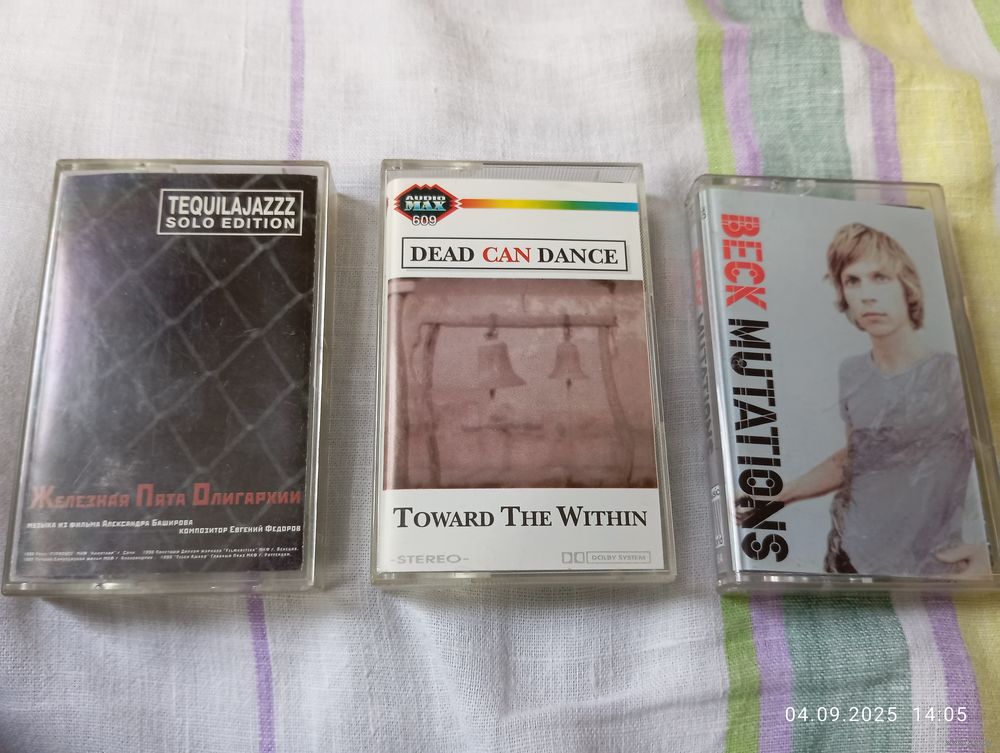 TEQUILAJAZZZ
SOLO EDITION
Железная Пята Олигархии
музыка из фильма Александра Баширова
композитор Евгений Федоров
AUDIO
MAX
609
DEAD CAN DANCE
TOWARD THE WITHIN
-STEREO-
DOLBY SYSTEM
BECK MUTATIONS
04.09.2025 14:05